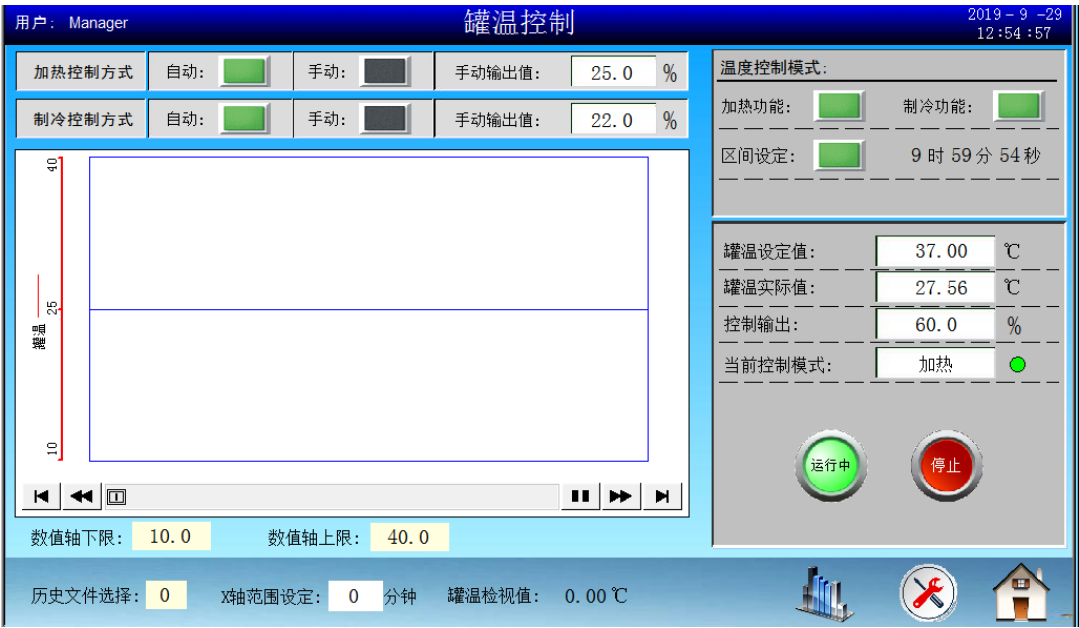 用户: Manager
罐温控制
2019-9-29
12:54:57
加热控制方式 自动: 手动: 手动输出值: 25.0 %
制冷控制方式 自动: 手动: 手动输出值: 22.0 %
温度控制模式:
加热功能: 制冷功能:
区间设定: 9时59分54秒
40
25
10
罐温
罐温设定值: 37.00 ℃
罐温实际值: 27.56 ℃
控制输出: 60.0 %
当前控制模式: 加热
运行中 停止
数值轴下限: 10.0 数值轴上限: 40.0
历史文件选择: 0 X轴范围设定: 0 分钟 罐温检视值: 0.00℃